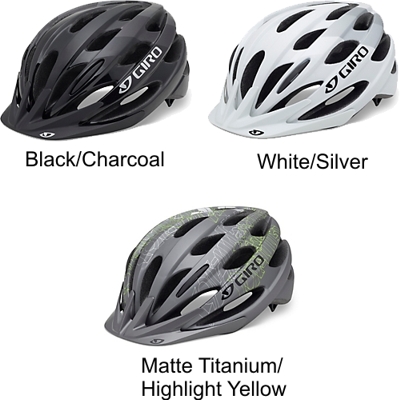 GIRO
GIRO
Black/Charcoal
White/Silver
GIRO
Matte Titanium/
Highlight Yellow